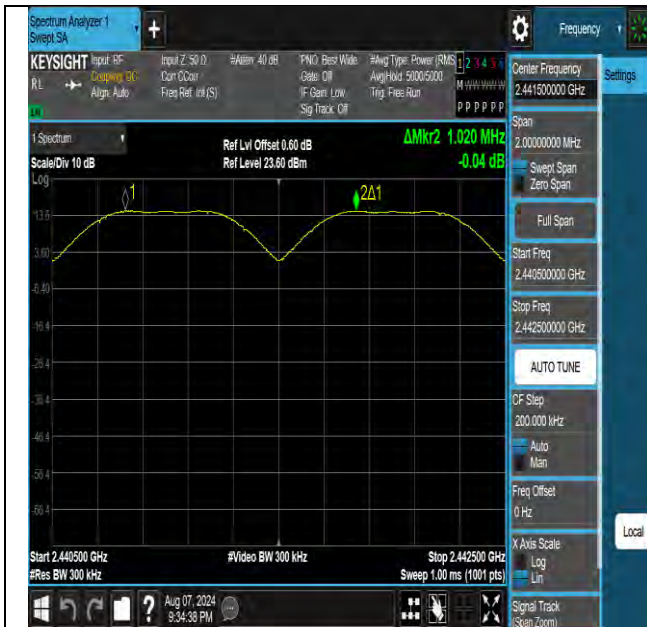 Spectrum Analyzer 1
Swept SA
+
Frequency
KEYSIGHT
RL
Input: RF
Coupling: DC
Align: Auto
Input Z: 50 Ω
Corr CCorr
Freq Ref: Int (S)
#Atten: 40 dB
PNO: Best Wide
Gate: Off
IF Gain: Low
Sig Track: Off
#Avg Type: Power (RMS
Avg|Hold: 5000/5000
Trig: Free Run
1 2 3 4 5 6
M W W W W W
P P P P P P
1 Spectrum
Scale/Div 10 dB
Log
Ref Lvl Offset 0.60 dB
Ref Level 23.60 dBm
ΔMkr2 1.020 MHz
-0.04 dB
1
2Δ1
13.6
3.60
-6.40
-16.4
-26.4
-36.4
-46.4
-56.4
-66.4
Start 2.440500 GHz
#Res BW 300 kHz
#Video BW 300 kHz
Stop 2.442500 GHz
Sweep 1.00 ms (1001 pts)
?
Aug 07, 2024
9:34:38 PM
Center Frequency
2.441500000 GHz
Settings
Span
2.00000000 MHz
Swept Span
Zero Span
Full Span
Start Freq
2.440500000 GHz
Stop Freq
2.442500000 GHz
AUTO TUNE
CF Step
200.000 kHz
Auto
Man
Freq Offset
0 Hz
Local
X Axis Scale
Log
Lin
Signal Track
(Span Zoom)